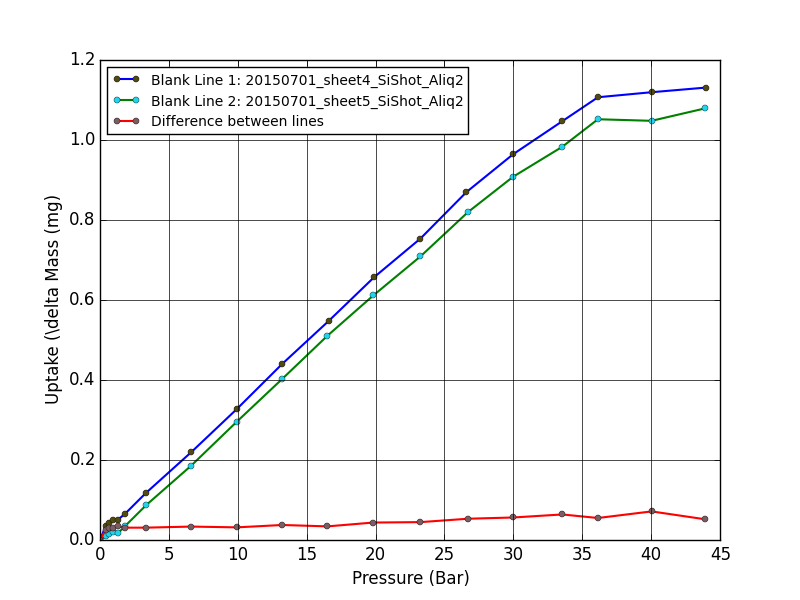 Blank Line 1: 20150701_sheet4_SiShot_Aliq2
Blank Line 2: 20150701_sheet5_SiShot_Aliq2
Difference between lines
1.2
1.0
0.8
0.6
0.4
0.2
0.0
Uptake (\delta Mass (mg)
0 5 10 15 20 25 30 35 40 45
Pressure (Bar)